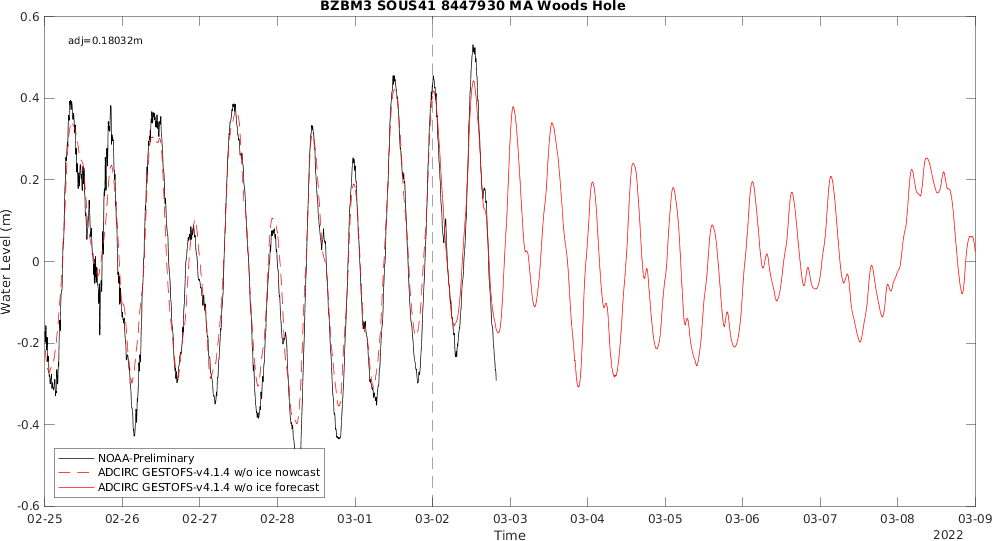 BZBM3 SOUS41 8447930 MA Woods Hole
adj=0.18032m
0.6
0.4
0.2
0
-0.2
-0.4
-0.6
Water Level (m)
NOAA-Preliminary
ADCIRC GESTOFS-v4.1.4 w/o ice nowcast
ADCIRC GESTOFS-v4.1.4 w/o ice forecast
02-25 02-26 02-27 02-28 03-01 03-02 03-03 03-04 03-05 03-06 03-07 03-08 03-09
Time
2022